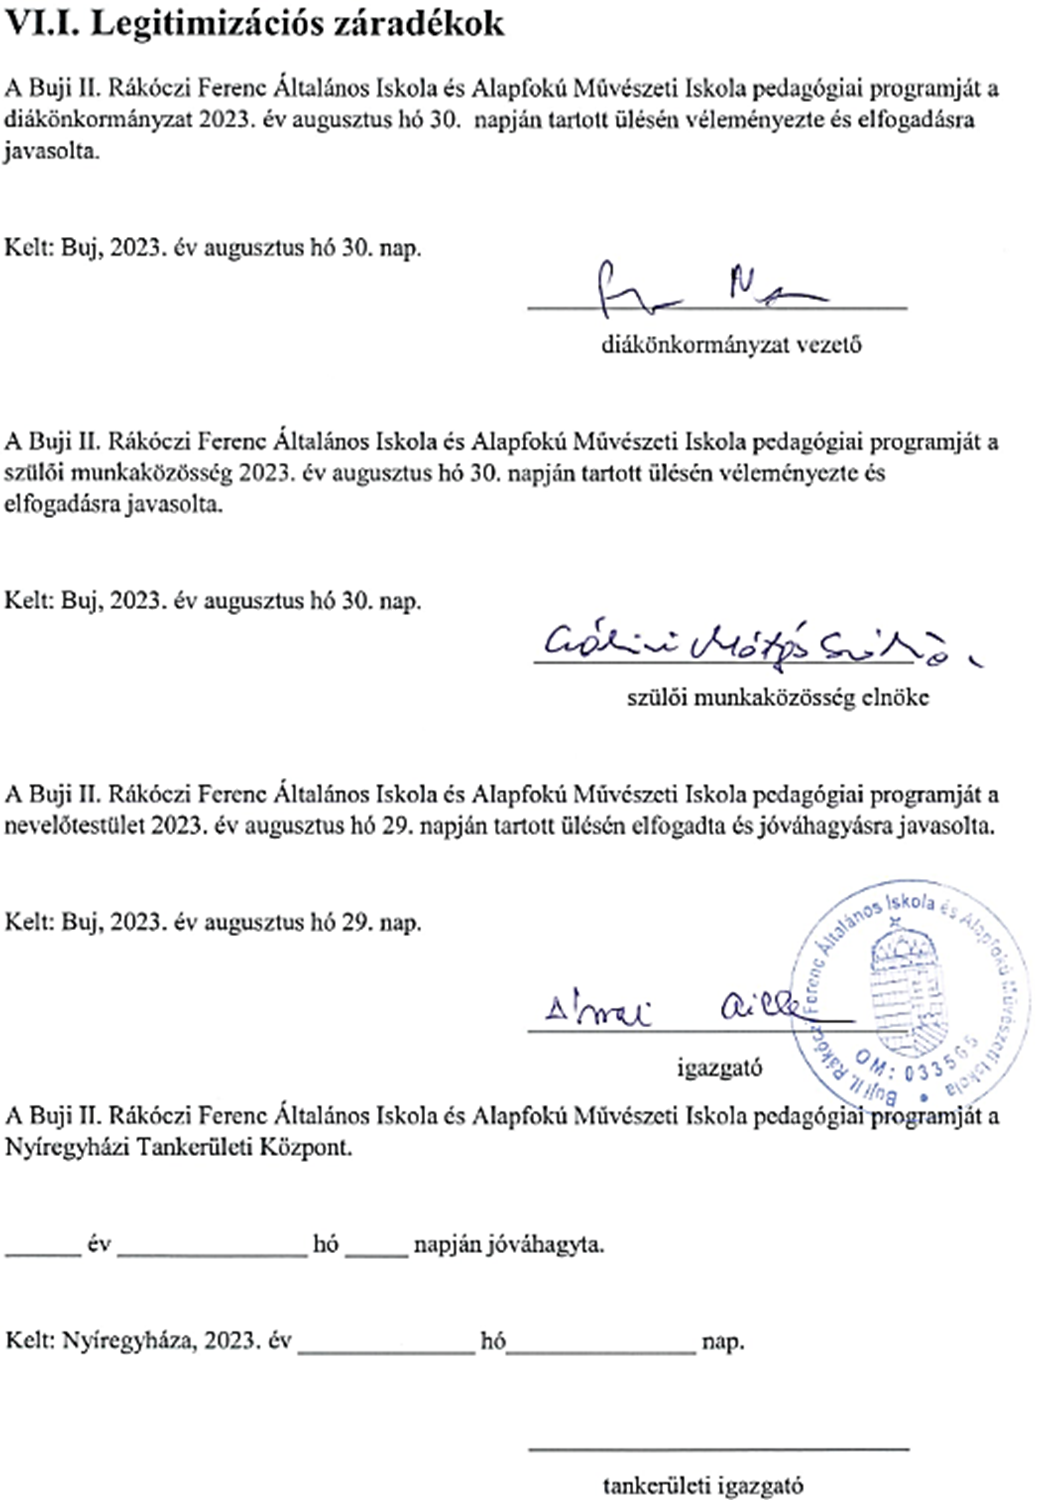 VI.I. Legitimizációs záradékok
A Buji II. Rákóczi Ferenc Általános Iskola és Alapfokú Művészeti Iskola pedagógiai programját a
diákönkormányzat 2023. év augusztus hó 30. napján tartott ülésén véleményezte és elfogadásra
javasolta.
Kelt: Buj, 2023. év augusztus hó 30. nap.
diákönkormányzat vezető
A Buji II. Rákóczi Ferenc Általános Iskola és Alapfokú Művészeti Iskola pedagógiai programját a
szülői munkaközösség 2023. év augusztus hó 30. napján tartott ülésén véleményezte és
elfogadásra javasolta.
Kelt: Buj, 2023. év augusztus hó 30. nap.
szülői munkaközösség elnöke
A Buji II. Rákóczi Ferenc Általános Iskola és Alapfokú Művészeti Iskola pedagógiai programját a
nevelőtestület 2023. év augusztus hó 29. napján tartott ülésén elfogadta és jóváhagyásra javasolta.
Kelt: Buj, 2023. év augusztus hó 29. nap.
Buji II. Rákóczi Ferenc Általános Iskola és Alapfokú Művészeti Iskola
OM: 033565
igazgató
A Buji II. Rákóczi Ferenc Általános Iskola és Alapfokú Művészeti Iskola pedagógiai programját a
Nyíregyházi Tankerületi Központ.
______ év _______________ hó _____ napján jóváhagyta.
Kelt: Nyíregyháza, 2023. év ______________ hó_______________ nap.
tankerületi igazgató